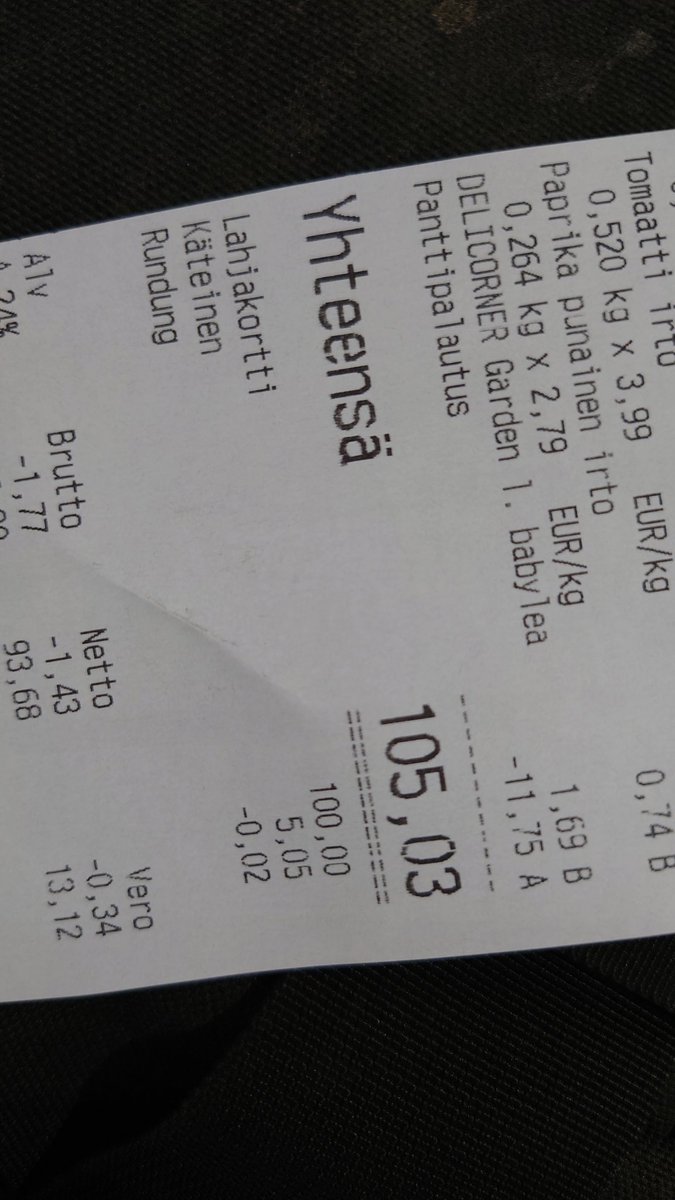 Tomaatti irto
0,520 kg x 3,99 EUR/kg
Paprika punainen irto 0,74 B
0,264 kg x 2,79 EUR/kg
DELICORNER Garden l. babylea 1,69 B
Panttipalautus -11,75 A
Yhteensä 105,03
Lahjakortti 100,00
Käteinen 5,05
Rundung -0,02
Alv Brutto Netto Vero
24% -1,77 -1,43 -0,34
93,68 13,12